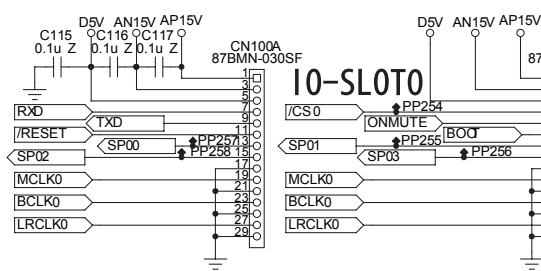 D5V AN15V AP15V
C115 C116 C117
0.1u Z 0.1u Z 0.1u Z
CN100A
87BMN-030SF
1
3
5
7
9
11
13
15
17
19
21
23
25
27
29
RXD
TXD
/RESET
SP00
PP257
SP02
PP258
MCLK0
BCLK0
LRCLK0
D5V AN15V AP15V
87
IO-SLOT0
/CS0
PP254
ONMUTE
BOOT
SP01
PP255
SP03
PP256
MCLK0
BCLK0
LRCLK0